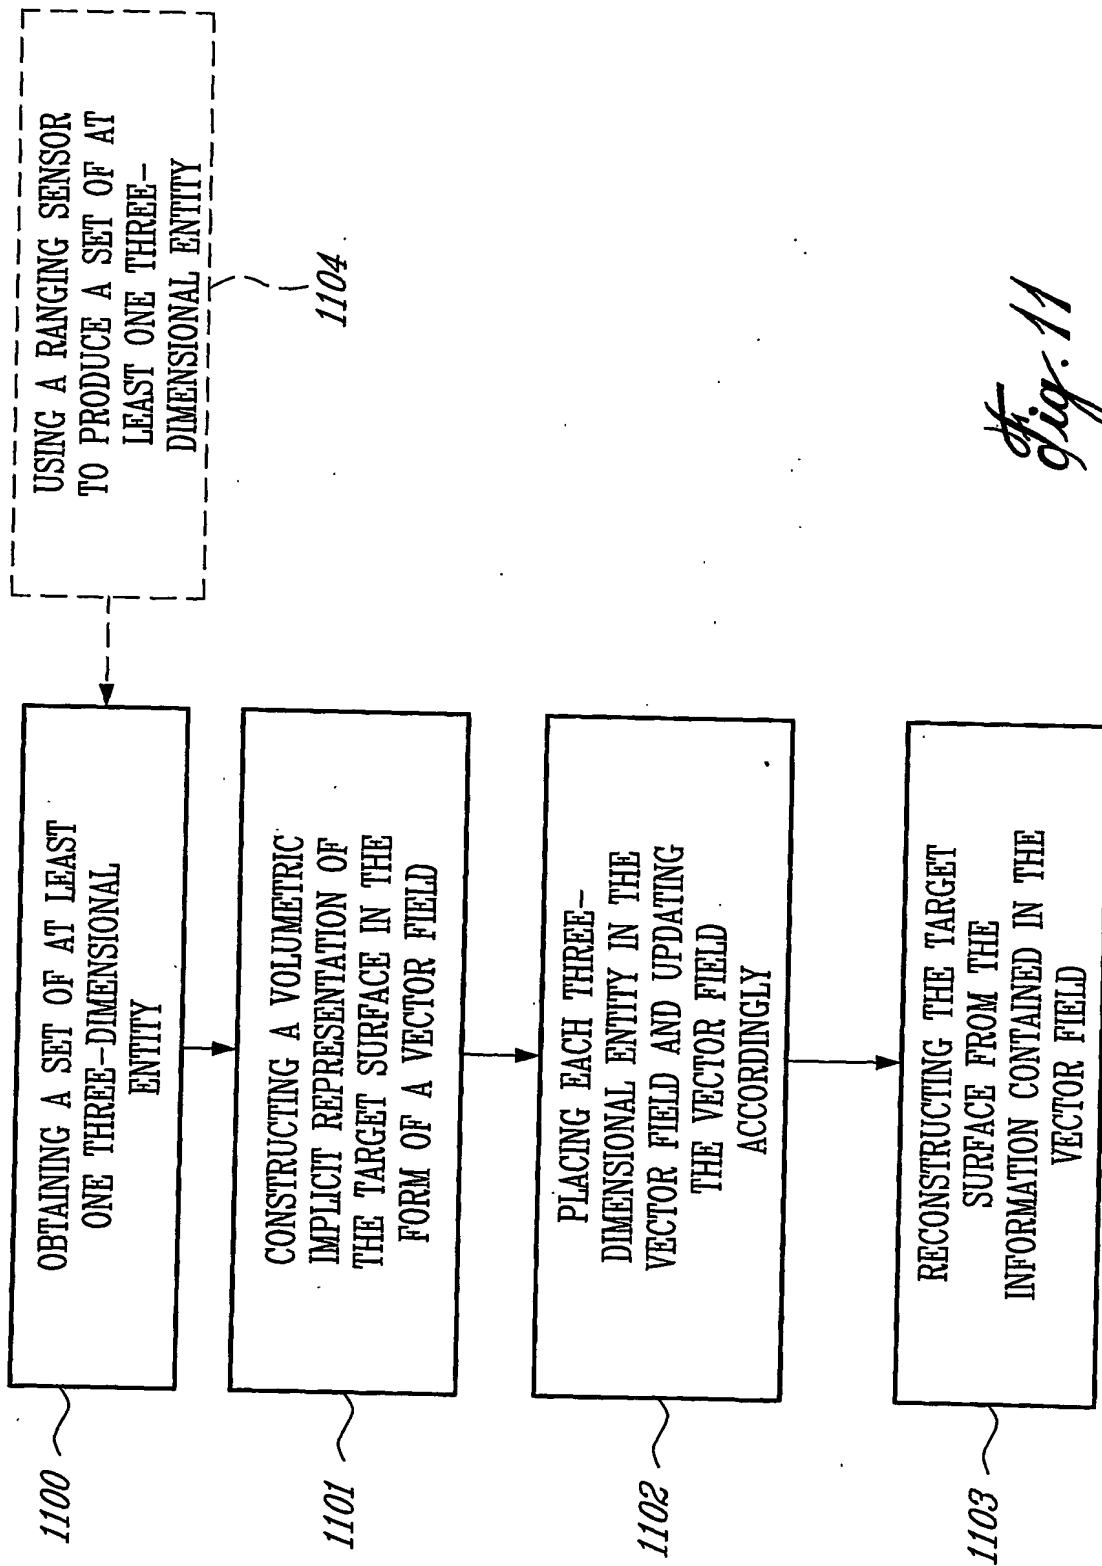 1100
OBTAINING A SET OF AT LEAST
ONE THREE-DIMENSIONAL
ENTITY
USING A RANGING SENSOR
TO PRODUCE A SET OF AT
LEAST ONE THREE-
DIMENSIONAL ENTITY
1104
1101
CONSTRUCTING A VOLUMETRIC
IMPLICIT REPRESENTATION OF
THE TARGET SURFACE IN THE
FORM OF A VECTOR FIELD
1102
PLACING EACH THREE-
DIMENSIONAL ENTITY IN THE
VECTOR FIELD AND UPDATING
THE VECTOR FIELD
ACCORDINGLY
1103
RECONSTRUCTING THE TARGET
SURFACE FROM THE
INFORMATION CONTAINED IN THE
VECTOR FIELD
Fig. 11